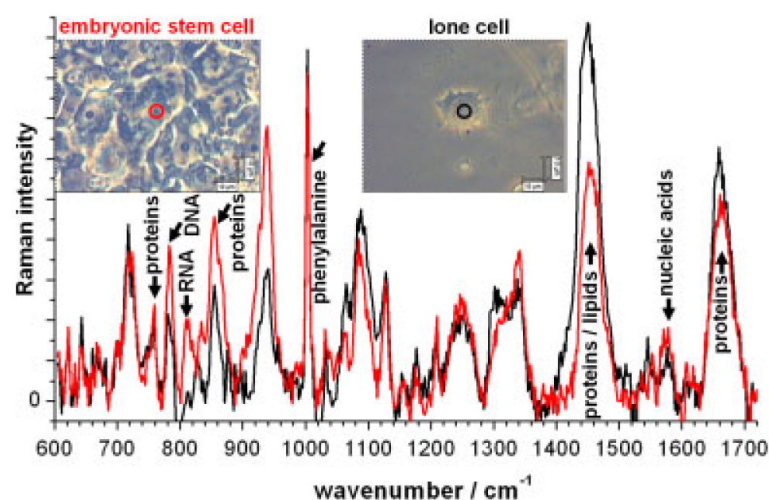 embryonic stem cell
lone cell
Raman intensity
0
proteins
DNA
RNA
proteins
phenylalanine
proteins / lipids
nucleic acids
proteins
600 700 800 900 1000 1100 1200 1300 1400 1500 1600 1700
wavenumber / cm⁻¹